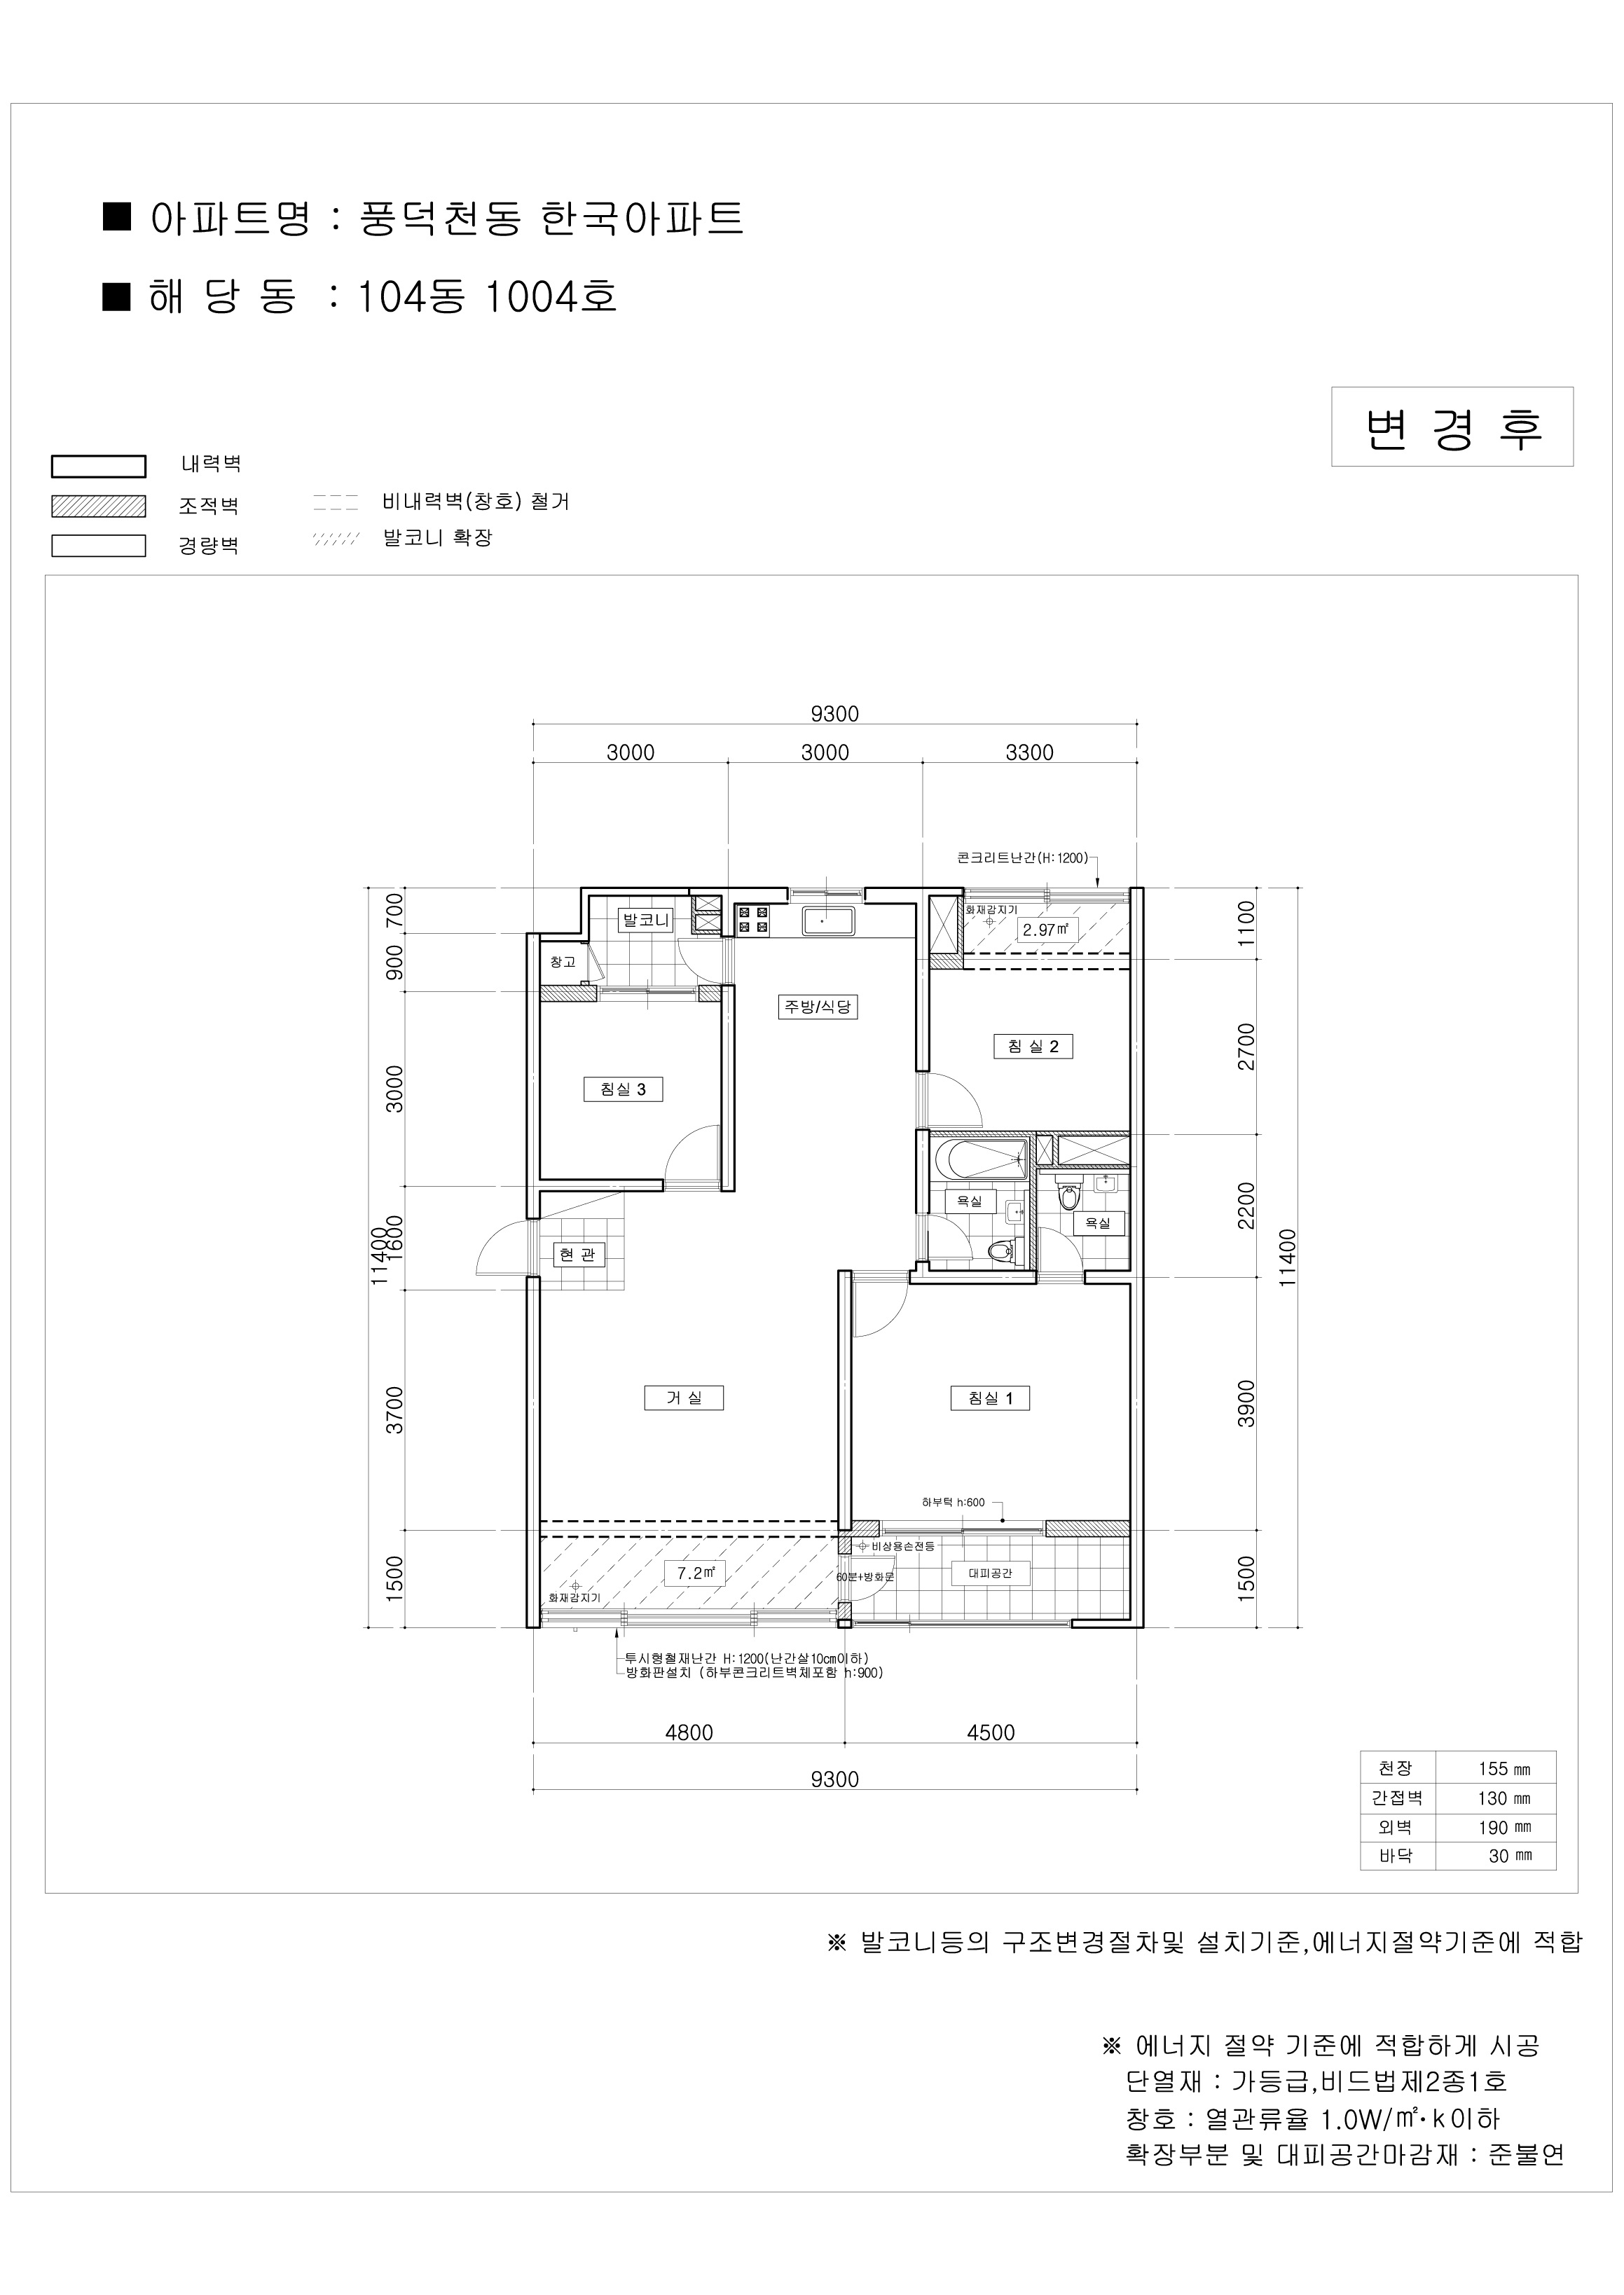 ■ 아파트명 : 풍덕천동 한국아파트
■ 해 당 동 : 104동 1004호
변 경 후
내력벽
조적벽
경량벽
비내력벽(창호) 철거
발코니 확장
9300
3000 3000 3300
콘크리트난간(H:1200)
700
900
3000
1600
11400
3700
1500
1100
2700
2200
11400
3900
1500
발코니
화재감지기
2.97㎡
창고
주방/식당
침 실 2
침실 3
욕실
욕실
현 관
거 실
침실 1
하부턱 h:600
비상용손전등
7.2㎡
60분+방화문
대피공간
화재감지기
투시형철재난간 H:1200(난간살10cm이하)
방화판설치 (하부콘크리트벽체포함 h:900)
4800 4500
9300
천장 155 ㎜
간접벽 130 ㎜
외벽 190 ㎜
바닥 30 ㎜
※ 발코니등의 구조변경절차및 설치기준,에너지절약기준에 적합
※ 에너지 절약 기준에 적합하게 시공
단열재 : 가등급,비드법제2종1호
창호 : 열관류율 1.0W/㎡·k이하
확장부분 및 대피공간마감재 : 준불연